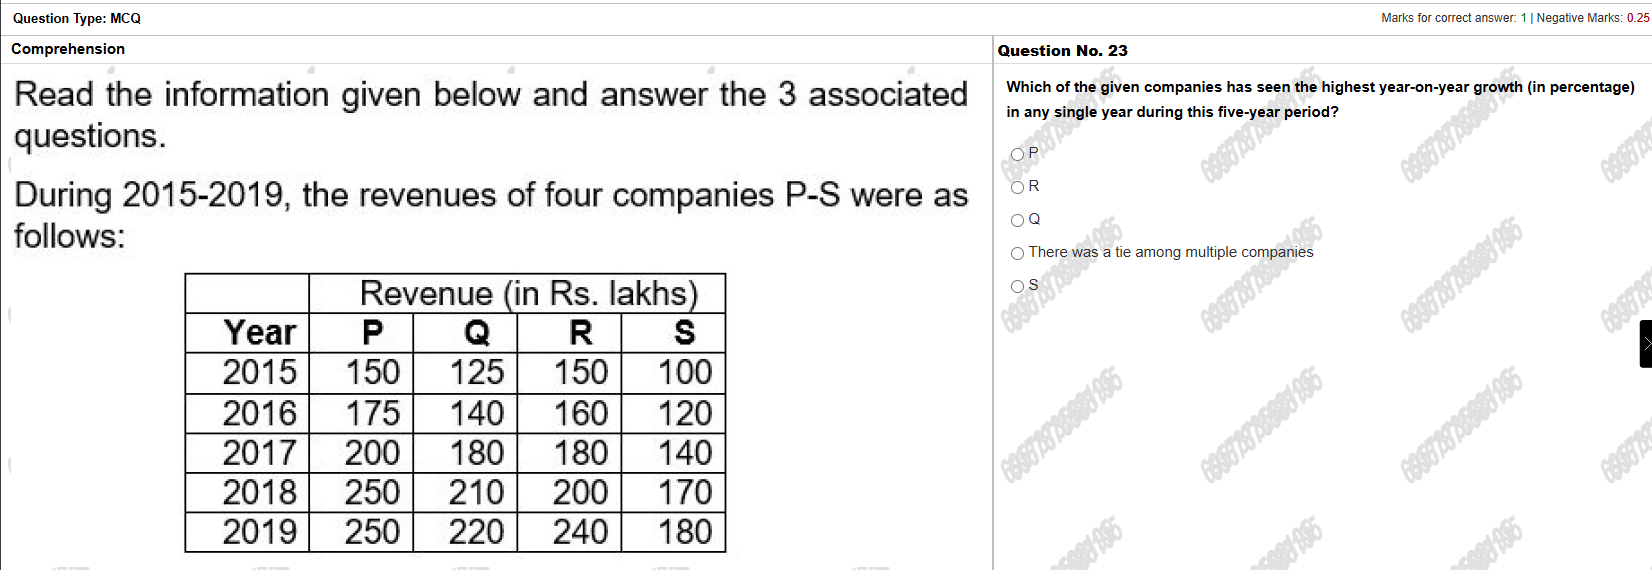 Question Type: MCQ
Marks for correct answer: 1 | Negative Marks: 0.25
Comprehension
Read the information given below and answer the 3 associated
questions.
During 2015-2019, the revenues of four companies P-S were as
follows:
Revenue (in Rs. lakhs)
Year P Q R S
2015 150 125 150 100
2016 175 140 160 120
2017 200 180 180 140
2018 250 210 200 170
2019 250 220 240 180
Question No. 23
Which of the given companies has seen the highest year-on-year growth (in percentage)
in any single year during this five-year period?
P
R
Q
There was a tie among multiple companies
S